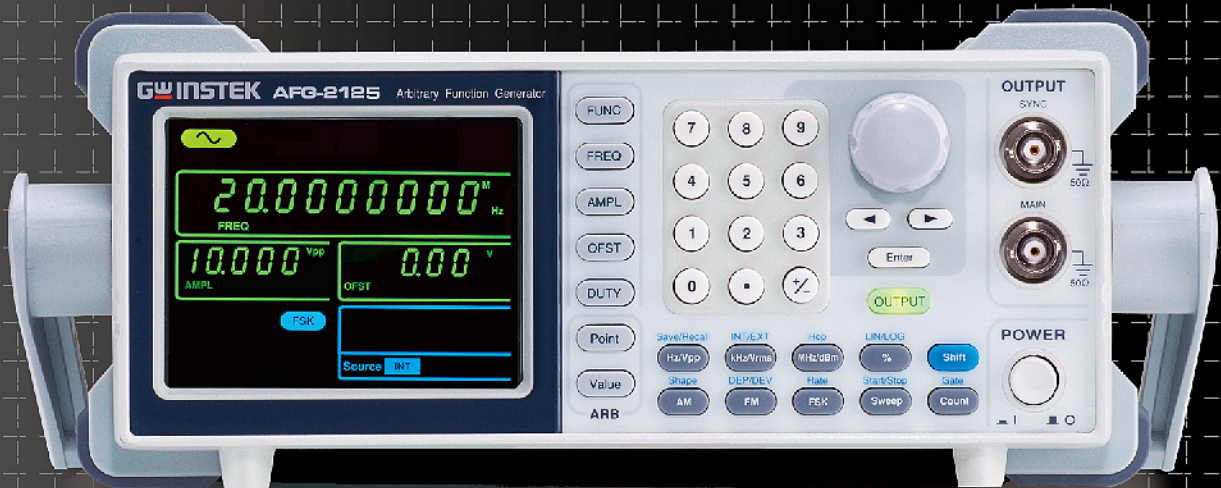 GW INSTEK AFG-2125 Arbitrary Function Generator
20.0000000 M Hz
FREQ
10.000 Vpp
AMPL
0.00 V
OFST
FSK
Source INT
FUNC
FREQ
AMPL
OFST
DUTY
Point
Value
ARB
7 8 9
4 5 6
1 2 3
0 • +/-
◄ ►
Enter
OUTPUT
Save/Recal INT/EXT Hop LIN/LOG
Hz/Vpp kHz/Vrms MHz/dBm % Shift
Shape DEP/DEV Rate Start/Stop Gate
AM FM FSK Sweep Count
OUTPUT
SYNC
50Ω
MAIN
50Ω
POWER
I O